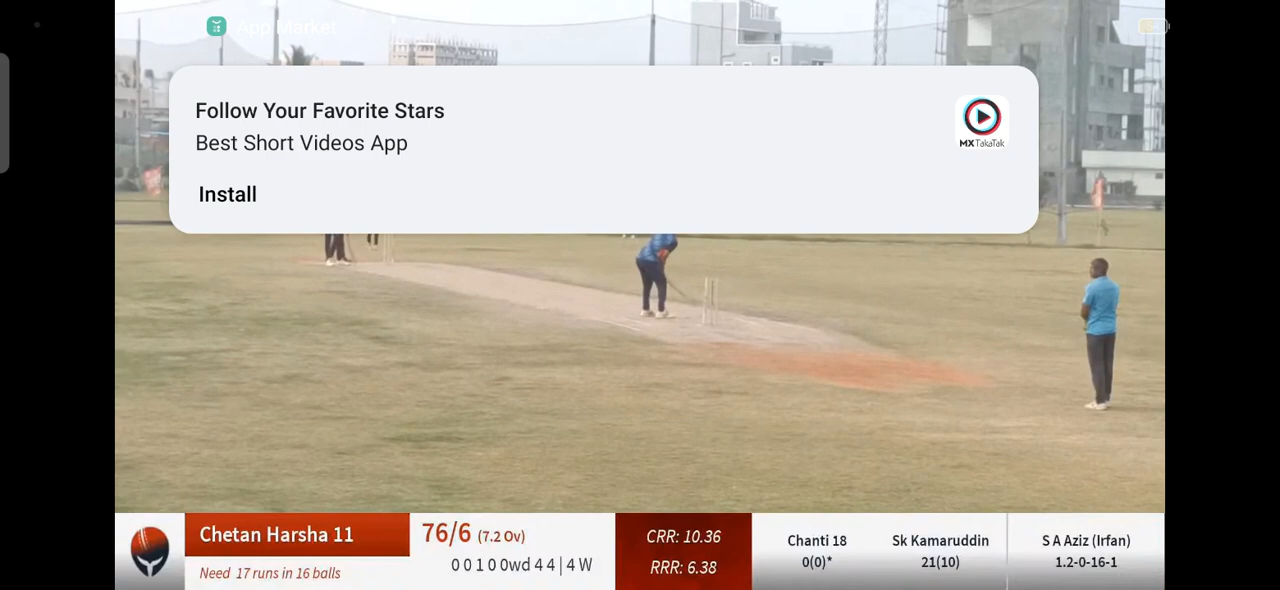 App Market
Follow Your Favorite Stars
Best Short Videos App
Install
MX TakaTak
Chetan Harsha 11
Need 17 runs in 16 balls
76/6 (7.2 Ov)
0 0 1 0 0wd 4 4 | 4 W
CRR: 10.36
RRR: 6.38
Chanti 18
0(0)*
Sk Kamaruddin
21(10)
S A Aziz (Irfan)
1.2-0-16-1